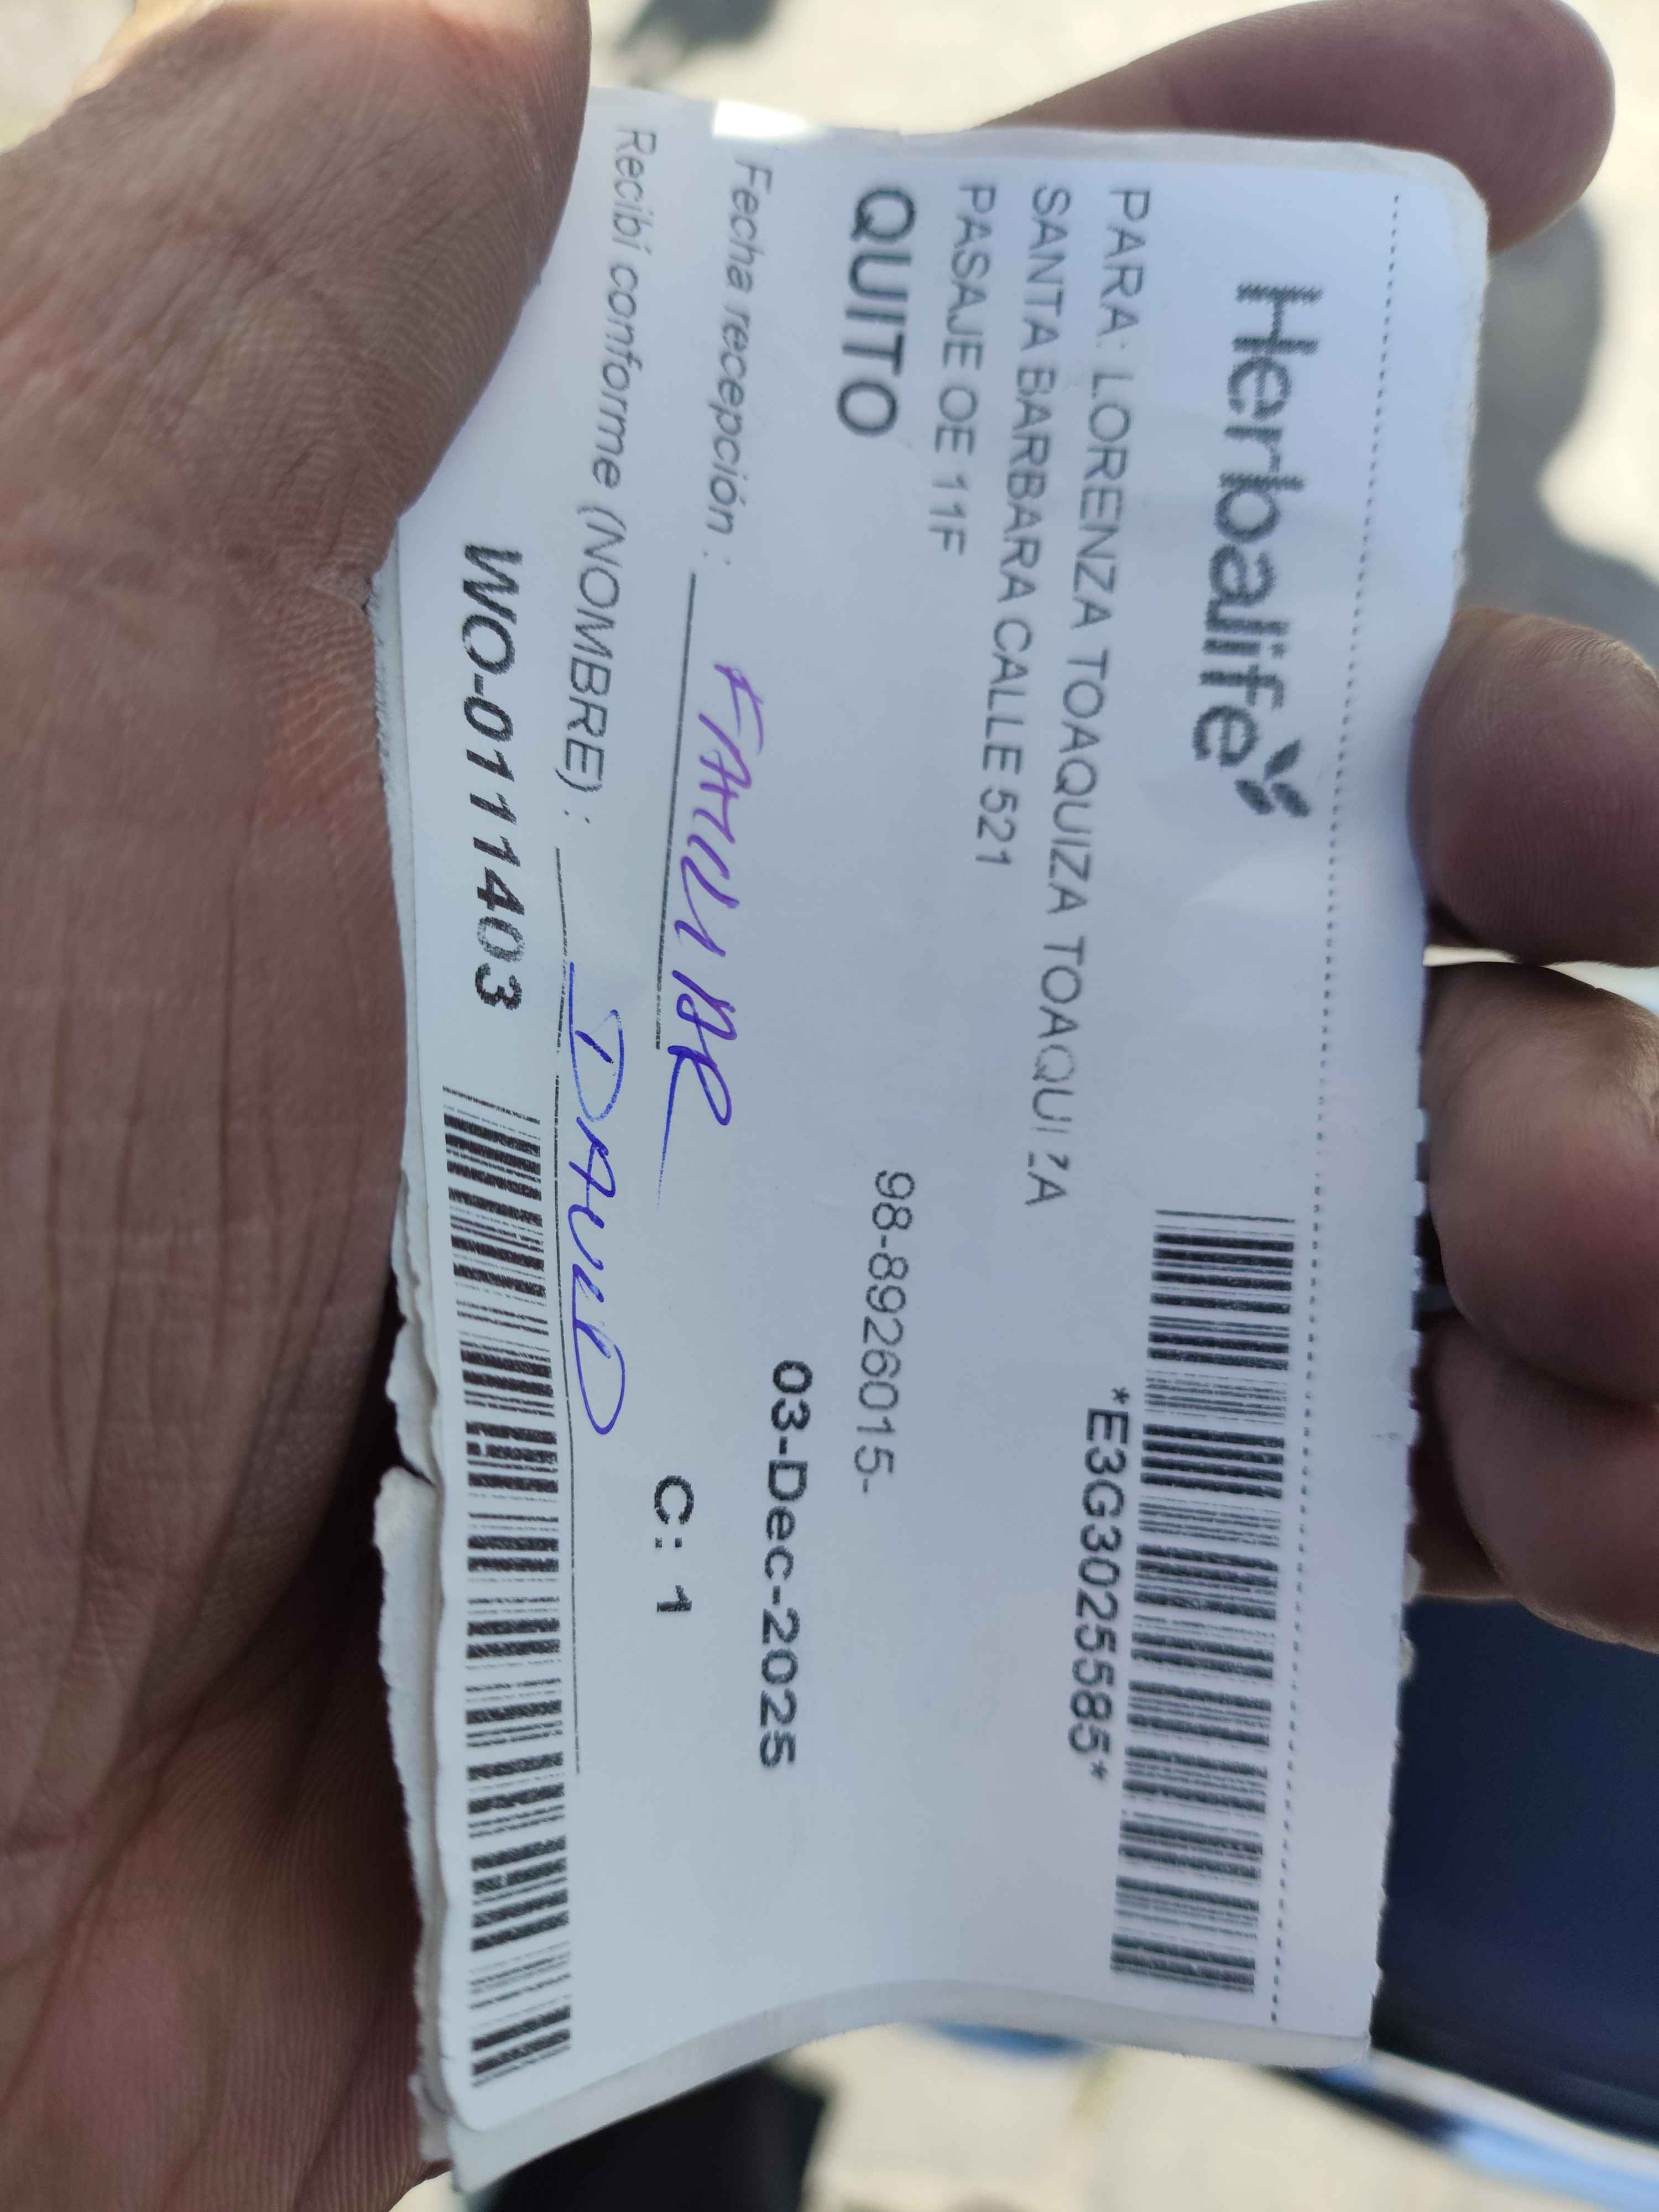 Herbalife
*E3G3025585*
PARA: LORENZA TOAQUIZA TOAQUIZA
SANTA BARBARA CALLE 521
PASAJE OE 11F
98-8926015-
QUITO
03-Dec-2025
Fecha recepción : FAMILIAR
C: 1
Recibí conforme (NOMBRE) : DAVID
WO-0111403